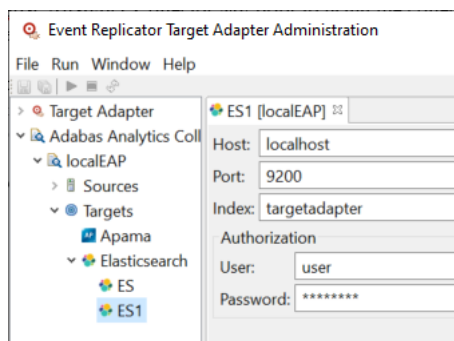 Event Replicator Target Adapter Administration
File Run Window Help
Target Adapter
Adabas Analytics Coll
localEAP
Sources
Targets
Apama
Elasticsearch
ES
ES1
ES1 [localEAP]
Host: localhost
Port: 9200
Index: targetadapter
Authorization
User: user
Password: ********